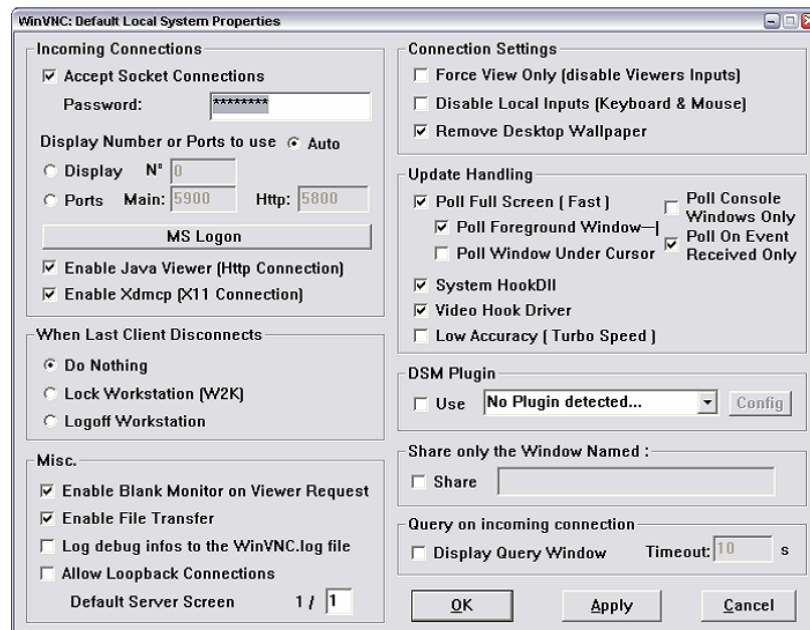 WinVNC: Default Local System Properties
Incoming Connections
Accept Socket Connections
Password: ********
Display Number or Ports to use Auto
Display N° 0
Ports Main: 5900 Http: 5800
MS Logon
Enable Java Viewer (Http Connection)
Enable Xdmcp (X11 Connection)
When Last Client Disconnects
Do Nothing
Lock Workstation (W2K)
Logoff Workstation
Misc.
Enable Blank Monitor on Viewer Request
Enable File Transfer
Log debug infos to the WinVNC.log file
Allow Loopback Connections
Default Server Screen 1 / 1
Connection Settings
Force View Only (disable Viewers Inputs)
Disable Local Inputs (Keyboard & Mouse)
Remove Desktop Wallpaper
Update Handling
Poll Full Screen ( Fast )
Poll Foreground Window
Poll Window Under Cursor
Poll Console
Windows Only
Poll On Event
Received Only
System HookDll
Video Hook Driver
Low Accuracy ( Turbo Speed )
DSM Plugin
Use No Plugin detected... Config
Share only the Window Named :
Share
Query on incoming connection
Display Query Window Timeout: 10 s
OK Apply Cancel